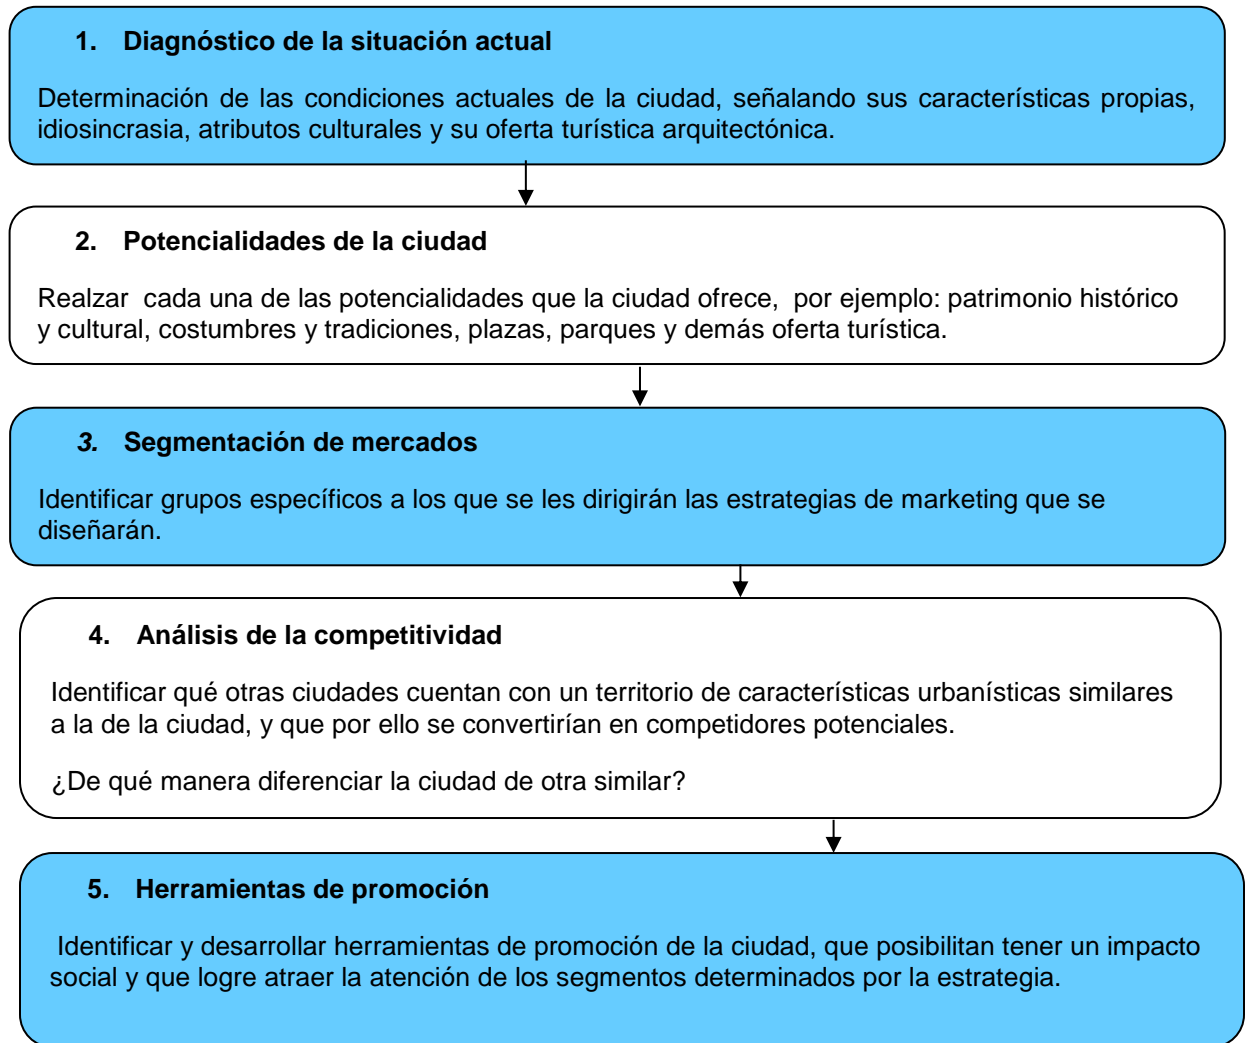 1. Diagnóstico de la situación actual
Determinación de las condiciones actuales de la ciudad, señalando sus características propias,
idiosincrasia, atributos culturales y su oferta turística arquitectónica.
2. Potencialidades de la ciudad
Realzar cada una de las potencialidades que la ciudad ofrece, por ejemplo: patrimonio histórico
y cultural, costumbres y tradiciones, plazas, parques y demás oferta turística.
3. Segmentación de mercados
Identificar grupos específicos a los que se les dirigirán las estrategias de marketing que se
diseñarán.
4. Análisis de la competitividad
Identificar qué otras ciudades cuentan con un territorio de características urbanísticas similares
a la de la ciudad, y que por ello se convertirían en competidores potenciales.
¿De qué manera diferenciar la ciudad de otra similar?
5. Herramientas de promoción
Identificar y desarrollar herramientas de promoción de la ciudad, que posibilitan tener un impacto
social y que logre atraer la atención de los segmentos determinados por la estrategia.